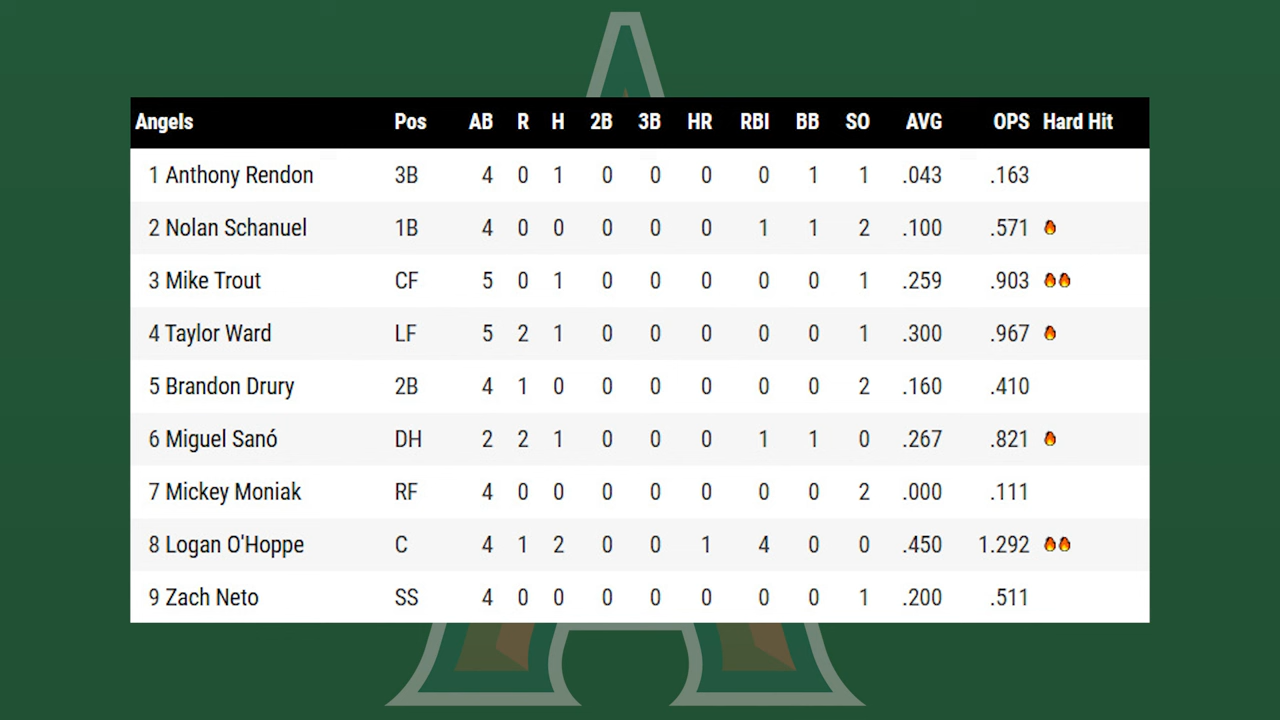 Angels Pos AB R H 2B 3B HR RBI BB SO AVG OPS Hard Hit
1 Anthony Rendon 3B 4 0 1 0 0 0 0 1 1 .043 .163
2 Nolan Schanuel 1B 4 0 0 0 0 0 1 1 2 .100 .571
3 Mike Trout CF 5 0 1 0 0 0 0 0 1 .259 .903
4 Taylor Ward LF 5 2 1 0 0 0 0 0 1 .300 .967
5 Brandon Drury 2B 4 1 0 0 0 0 0 0 2 .160 .410
6 Miguel Sanó DH 2 2 1 0 0 0 1 1 0 .267 .821
7 Mickey Moniak RF 4 0 0 0 0 0 0 0 2 .000 .111
8 Logan O'Hoppe C 4 1 2 0 0 1 4 0 0 .450 1.292
9 Zach Neto SS 4 0 0 0 0 0 0 0 1 .200 .511